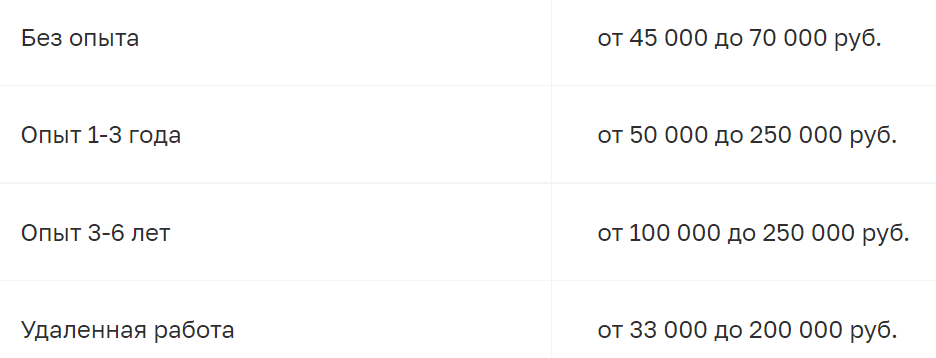 Без опыта от 45 000 до 70 000 руб.
Опыт 1-3 года от 50 000 до 250 000 руб.
Опыт 3-6 лет от 100 000 до 250 000 руб.
Удаленная работа от 33 000 до 200 000 руб.